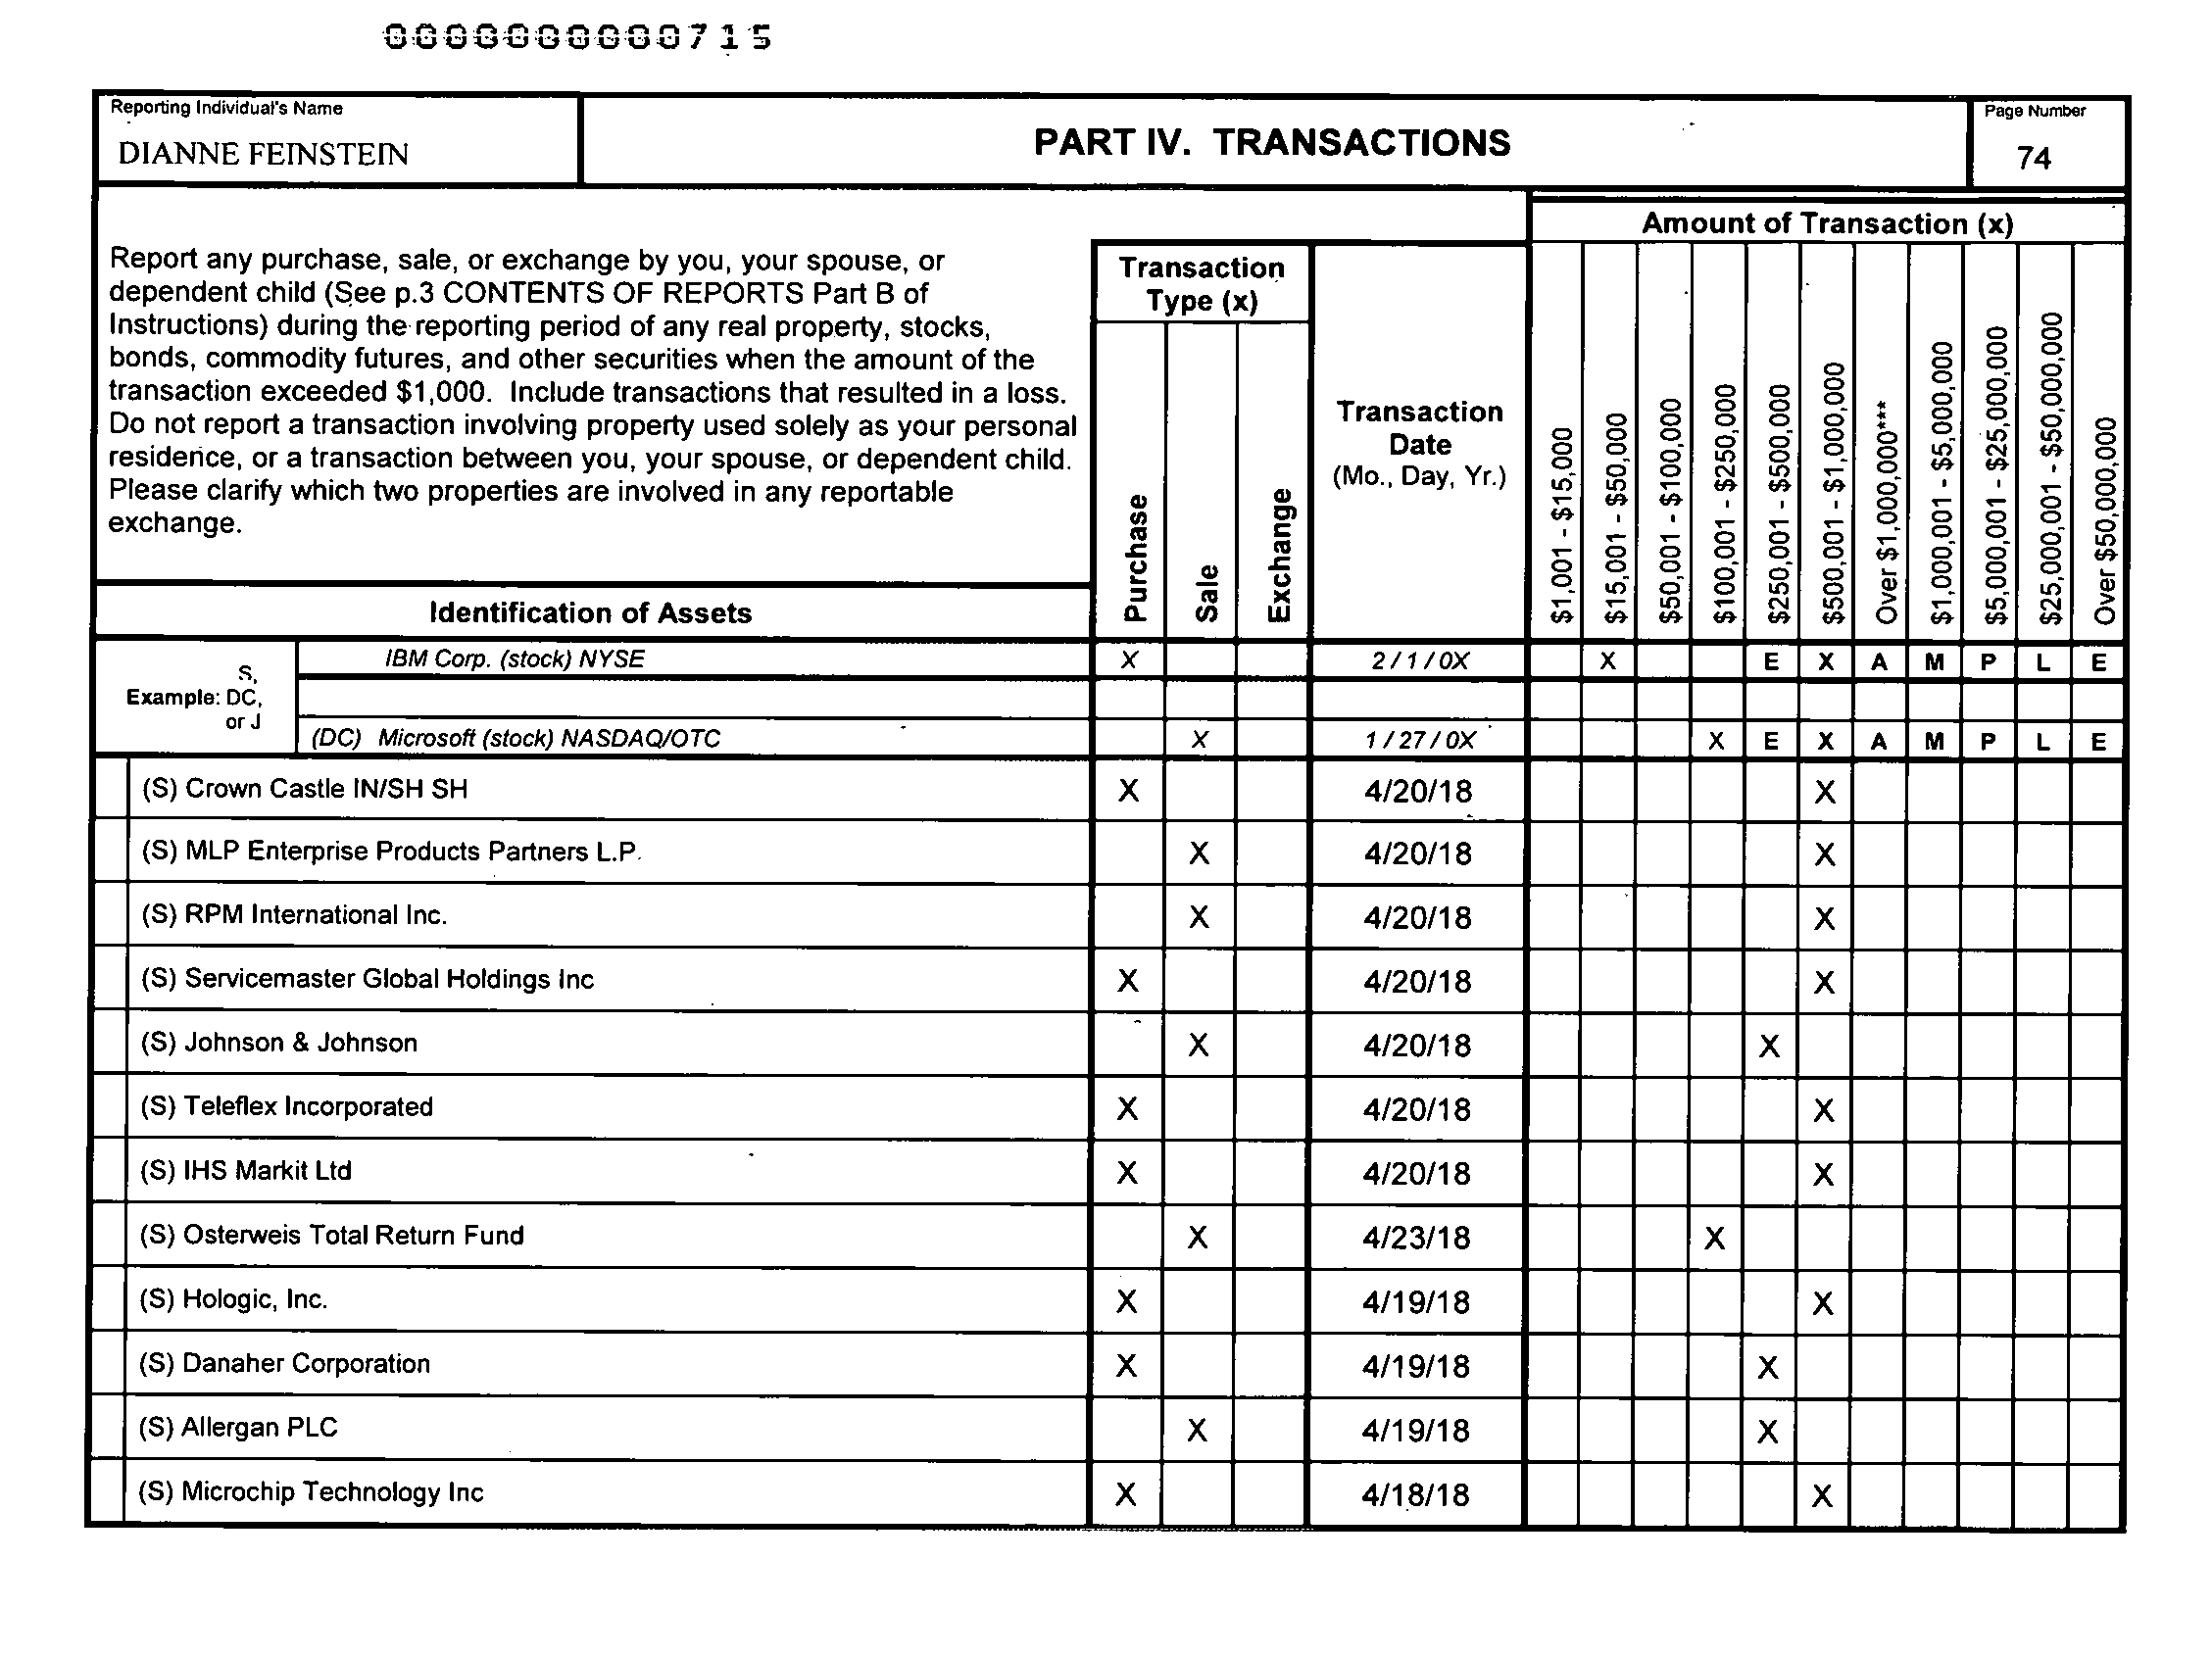 000000000715
Reporting Individual's Name
DIANNE FEINSTEIN
PART IV. TRANSACTIONS
Page Number
74
Report any purchase, sale, or exchange by you, your spouse, or
dependent child (See p.3 CONTENTS OF REPORTS Part B of
Instructions) during the reporting period of any real property, stocks,
bonds, commodity futures, and other securities when the amount of the
transaction exceeded $1,000. Include transactions that resulted in a loss.
Do not report a transaction involving property used solely as your personal
residence, or a transaction between you, your spouse, or dependent child.
Please clarify which two properties are involved in any reportable
exchange.
Identification of Assets
Transaction
Type (x)
Purchase
Sale
Exchange
Transaction
Date
(Mo., Day, Yr.)
Amount of Transaction (x)
$1,001 - $15,000
$15,001 - $50,000
$50,001 - $100,000
$100,001 - $250,000
$250,001 - $500,000
$500,001 - $1,000,000
Over $1,000,000***
$1,000,001 - $5,000,000
$5,000,001 - $25,000,000
$25,000,001 - $50,000,000
Over $50,000,000
S,
Example: DC,
or J
IBM Corp. (stock) NYSE X 2/1/0X X E X A M P L E
(DC) Microsoft (stock) NASDAQ/OTC X 1/27/0X X E X A M P L E
(S) Crown Castle IN/SH SH X 4/20/18 X
(S) MLP Enterprise Products Partners L.P. X 4/20/18 X
(S) RPM International Inc. X 4/20/18 X
(S) Servicemaster Global Holdings Inc X 4/20/18 X
(S) Johnson & Johnson X 4/20/18 X
(S) Teleflex Incorporated X 4/20/18 X
(S) IHS Markit Ltd X 4/20/18 X
(S) Osterweis Total Return Fund X 4/23/18 X
(S) Hologic, Inc. X 4/19/18 X
(S) Danaher Corporation X 4/19/18 X
(S) Allergan PLC X 4/19/18 X
(S) Microchip Technology Inc X 4/18/18 X